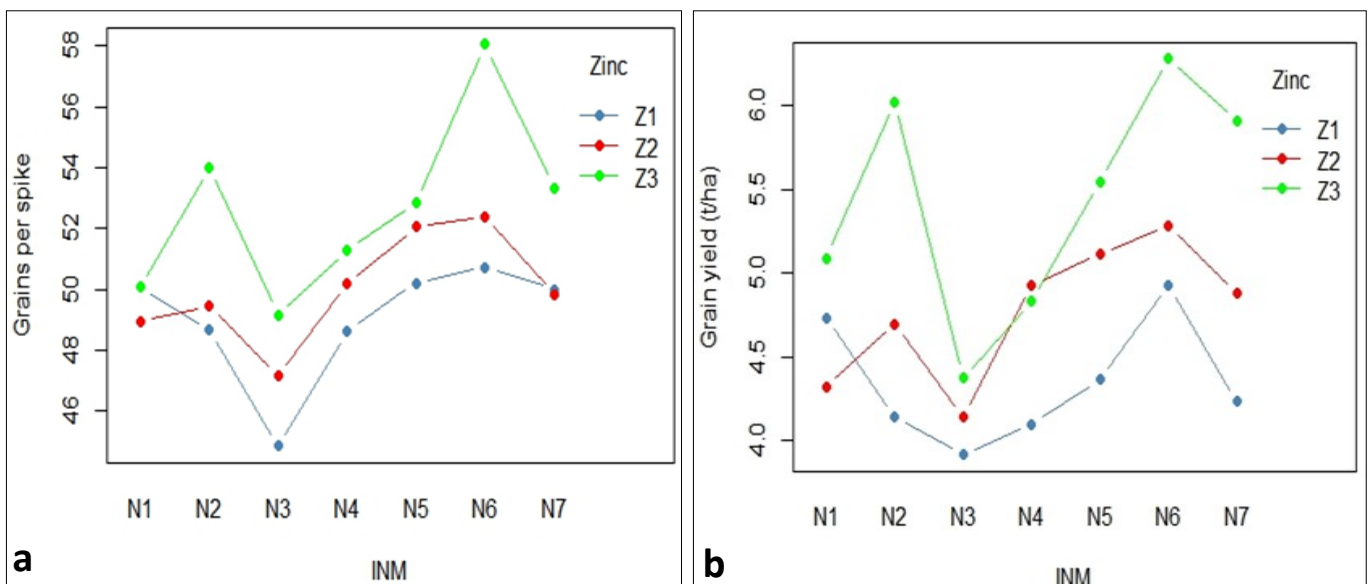 58
56
54
52
50
48
46
Grains per spike
Zinc
Z1
Z2
Z3
N1 N2 N3 N4 N5 N6 N7
INM
a
6.0
5.5
5.0
4.5
4.0
Grain yield (t/ha)
Zinc
Z1
Z2
Z3
N1 N2 N3 N4 N5 N6 N7
INM
b